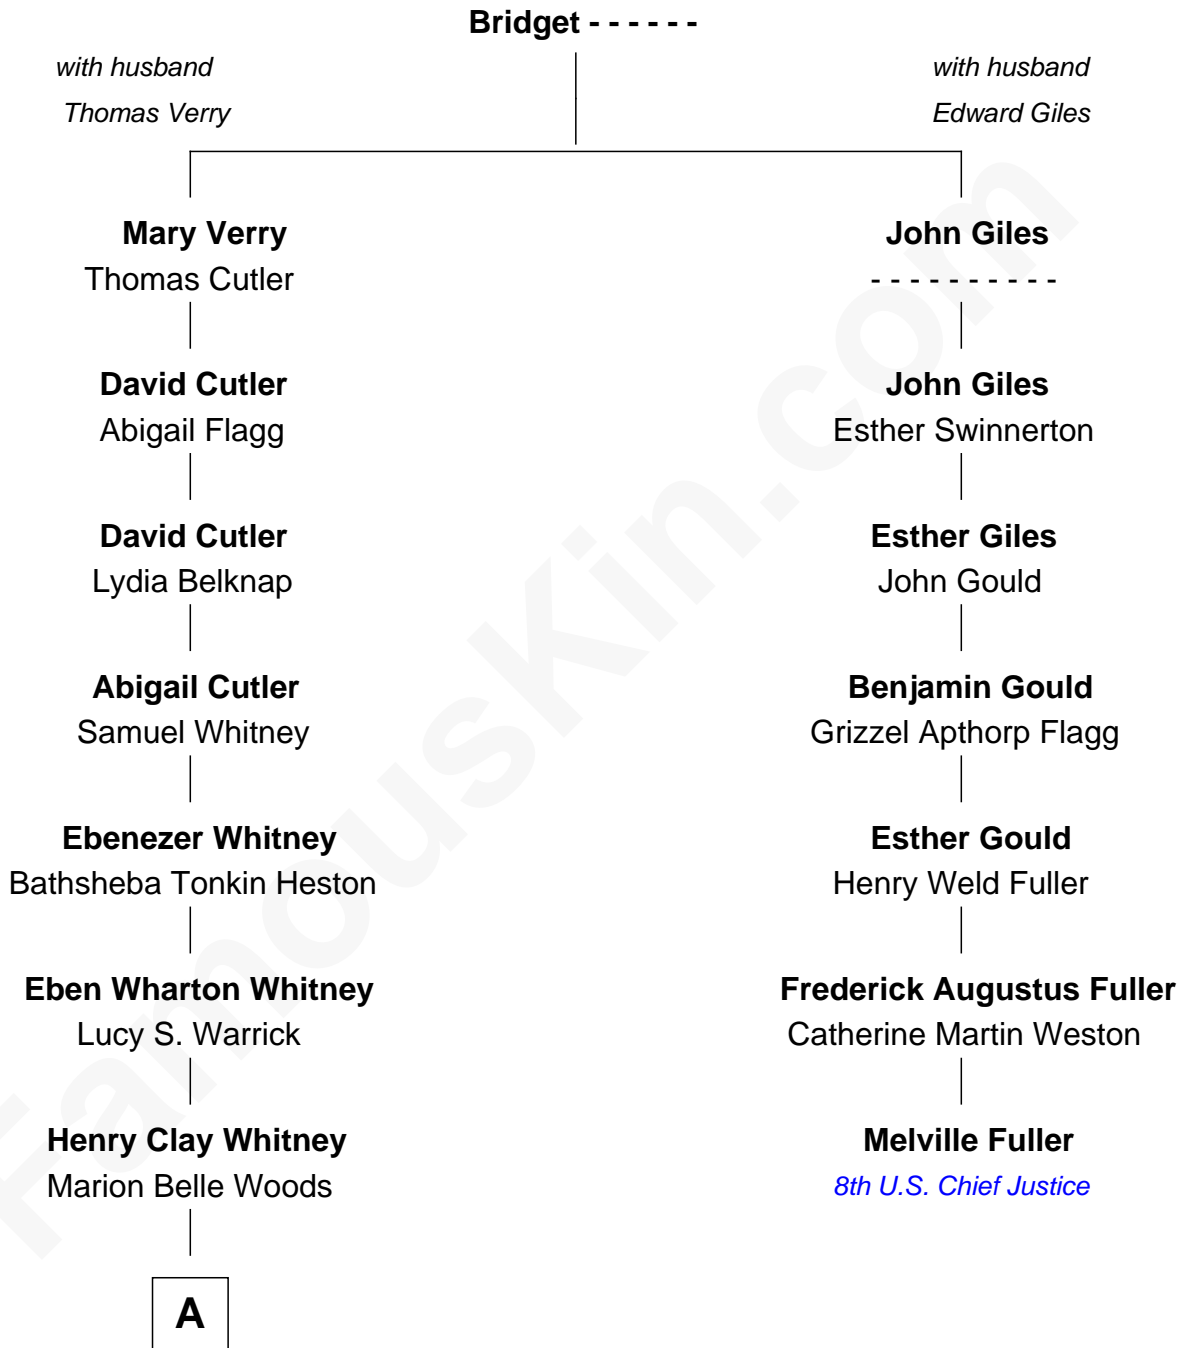 Bridget - - - - - -
with husband
Thomas Verry
with husband
Edward Giles
Mary Verry
Thomas Cutler
John Giles
- - - - - - - - - -
David Cutler
Abigail Flagg
John Giles
Esther Swinnerton
David Cutler
Lydia Belknap
Esther Giles
John Gould
Abigail Cutler
Samuel Whitney
Benjamin Gould
Grizzel Apthorp Flagg
Ebenezer Whitney
Bathsheba Tonkin Heston
Esther Gould
Henry Weld Fuller
Eben Wharton Whitney
Lucy S. Warrick
Frederick Augustus Fuller
Catherine Martin Weston
Henry Clay Whitney
Marion Belle Woods
Melville Fuller
8th U.S. Chief Justice
A
FamousKin.com